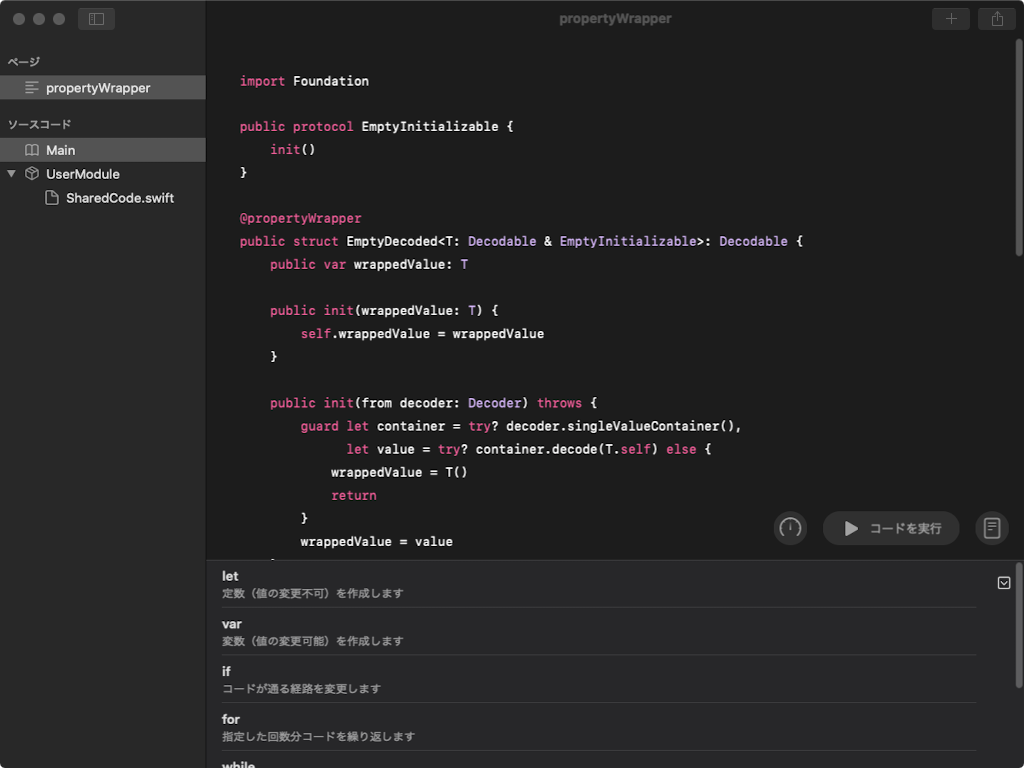 propertyWrapper
ページ
propertyWrapper
ソースコード
Main
UserModule
SharedCode.swift
import Foundation
public protocol EmptyInitializable {
init()
}
@propertyWrapper
public struct EmptyDecoded<T: Decodable & EmptyInitializable>: Decodable {
public var wrappedValue: T
public init(wrappedValue: T) {
self.wrappedValue = wrappedValue
}
public init(from decoder: Decoder) throws {
guard let container = try? decoder.singleValueContainer(),
let value = try? container.decode(T.self) else {
wrappedValue = T()
return
}
wrappedValue = value
コードを実行
let
定数（値の変更不可）を作成します
var
変数（値の変更可能）を作成します
if
コードが通る経路を変更します
for
指定した回数分コードを繰り返します
while